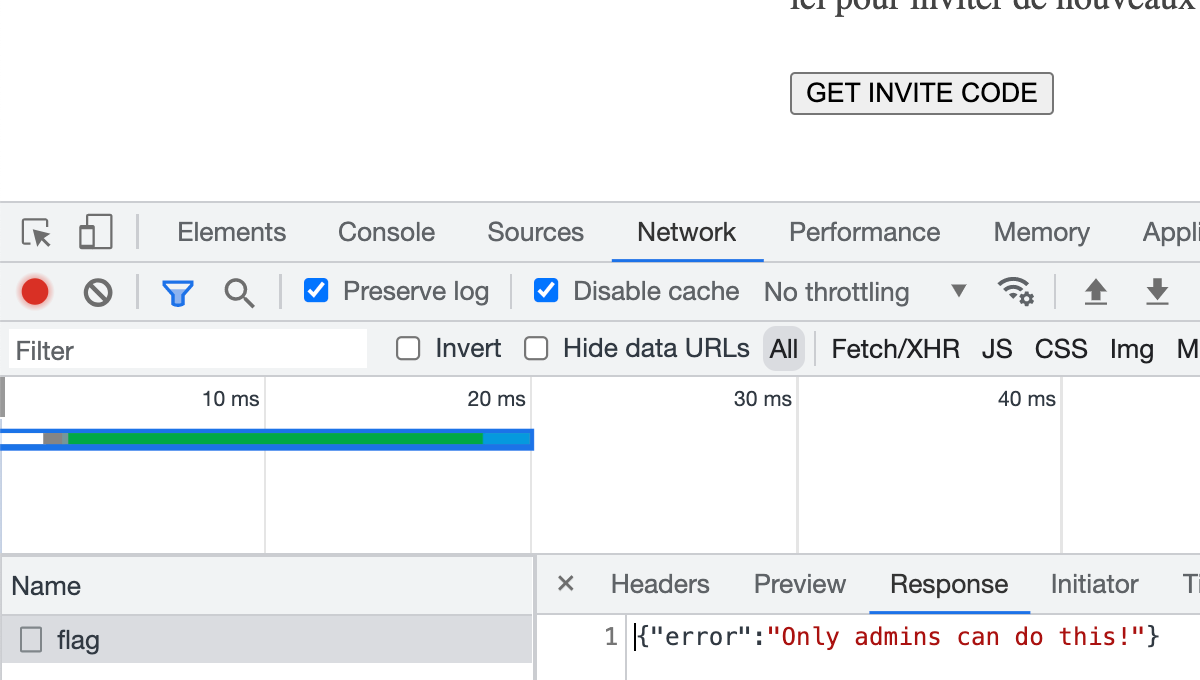 ici pour inviter de nouveaux
GET INVITE CODE
Elements Console Sources Network Performance Memory Appli
Preserve log Disable cache No throttling
Filter Invert Hide data URLs All Fetch/XHR JS CSS Img M
10 ms 20 ms 30 ms 40 ms
Name
× Headers Preview Response Initiator Ti
flag
1 {"error":"Only admins can do this!"}